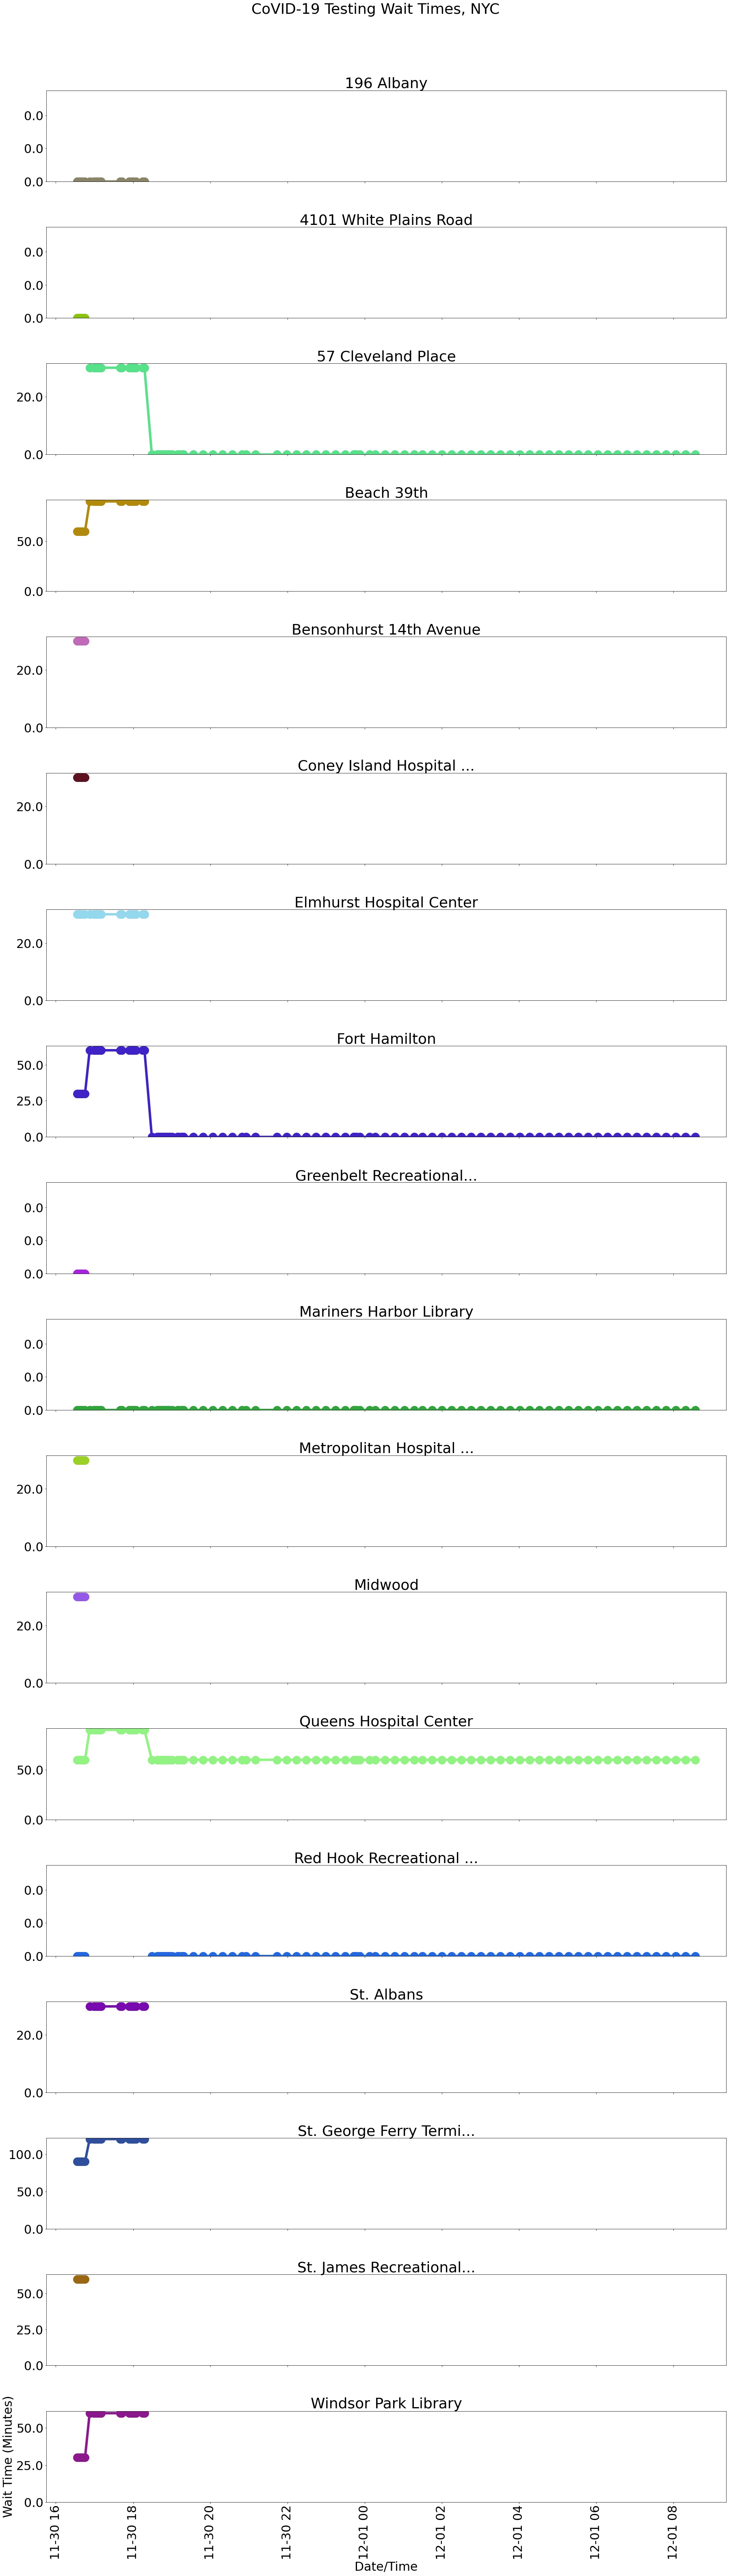 CoVID-19 Testing Wait Times, NYC
196 Albany
0.0
0.0
0.0
4101 White Plains Road
0.0
0.0
0.0
57 Cleveland Place
20.0
0.0
Beach 39th
50.0
0.0
Bensonhurst 14th Avenue
20.0
0.0
Coney Island Hospital ...
20.0
0.0
Elmhurst Hospital Center
20.0
0.0
Fort Hamilton
50.0
25.0
0.0
Greenbelt Recreational...
0.0
0.0
0.0
Mariners Harbor Library
0.0
0.0
0.0
Metropolitan Hospital ...
20.0
0.0
Midwood
20.0
0.0
Queens Hospital Center
50.0
0.0
Red Hook Recreational ...
0.0
0.0
0.0
St. Albans
20.0
0.0
St. George Ferry Termi...
100.0
50.0
0.0
St. James Recreational...
50.0
25.0
0.0
Windsor Park Library
50.0
25.0
0.0
Wait Time (Minutes)
11-30 16
11-30 18
11-30 20
11-30 22
12-01 00
12-01 02
12-01 04
12-01 06
12-01 08
Date/Time